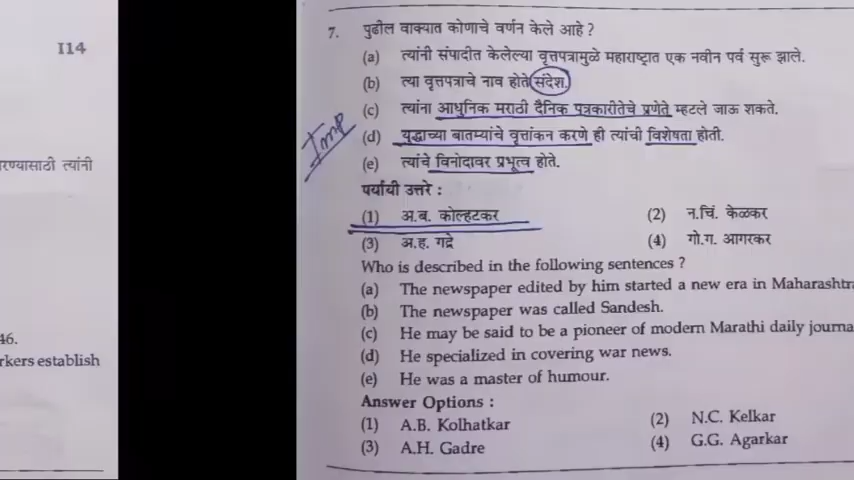 I14
रण्यासाठी त्यांनी
46.
rkers establish
7. पुढील वाक्यात कोणाचे वर्णन केले आहे ?
(a) त्यांनी संपादीत केलेल्या वृत्तपत्रामुळे महाराष्ट्रात एक नवीन पर्व सुरू झाले.
(b) त्या वृत्तपत्राचे नाव होते संदेश.
(c) त्यांना आधुनिक मराठी दैनिक पत्रकारीतेचे प्रणेते म्हटले जाऊ शकते.
Imp
(d) युद्धाच्या बातम्यांचे वृत्तांकन करणे ही त्यांची विशेषता होती.
(e) त्यांचे विनोदावर प्रभूत्व होते.
पर्यायी उत्तरे :
(1) अ.ब. कोल्हटकर (2) न.चिं. केळकर
(3) अ.ह. गद्रे (4) गो.ग. आगरकर
Who is described in the following sentences ?
(a) The newspaper edited by him started a new era in Maharashtra
(b) The newspaper was called Sandesh.
(c) He may be said to be a pioneer of modern Marathi daily journa
(d) He specialized in covering war news.
(e) He was a master of humour.
Answer Options :
(1) A.B. Kolhatkar (2) N.C. Kelkar
(3) A.H. Gadre (4) G.G. Agarkar